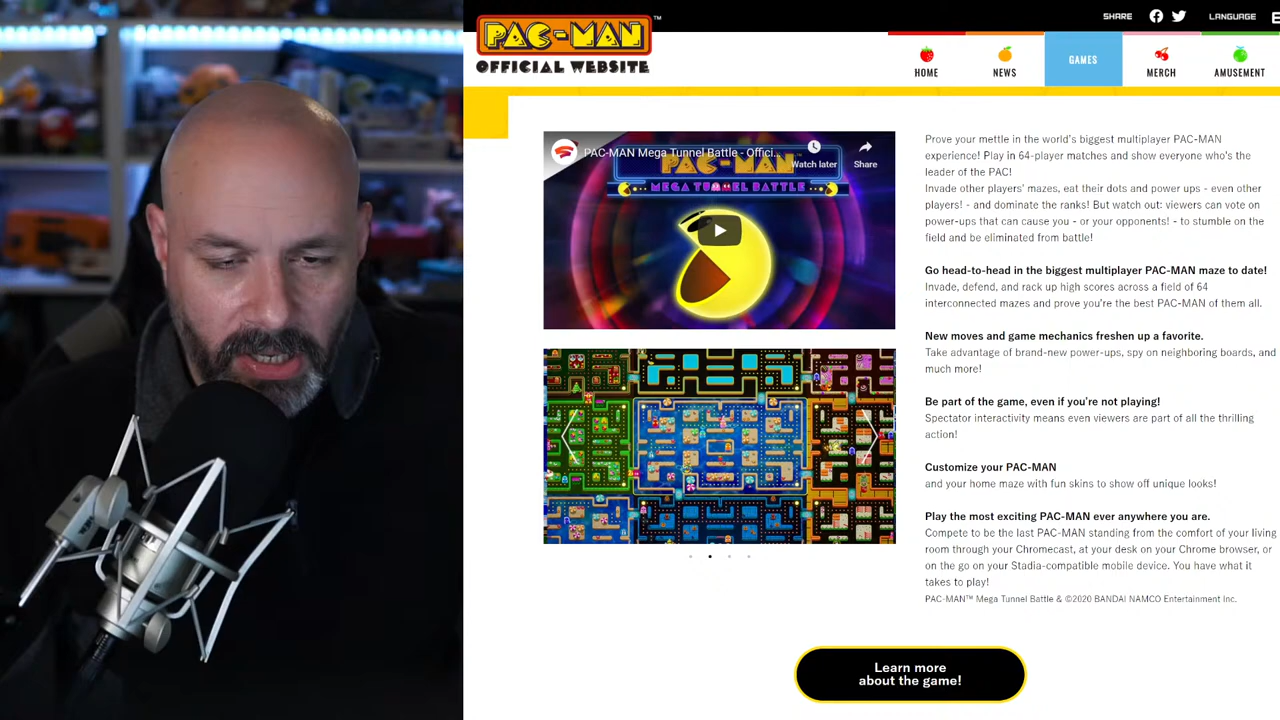 PAC-MAN™
OFFICIAL WEBSITE
SHARE
LANGUAGE
HOME
NEWS
GAMES
MERCH
AMUSEMENT
PAC-MAN Mega Tunnel Battle - Offici...
Watch later
Share
PAC-MAN
MEGA TUNNEL BATTLE
Prove your mettle in the world's biggest multiplayer PAC-MAN
experience! Play in 64-player matches and show everyone who's the
leader of the PAC!
Invade other players' mazes, eat their dots and power ups - even other
players! - and dominate the ranks! But watch out: viewers can vote on
power-ups that can cause you - or your opponents! - to stumble on the
field and be eliminated from battle!
Go head-to-head in the biggest multiplayer PAC-MAN maze to date!
Invade, defend, and rack up high scores across a field of 64
interconnected mazes and prove you're the best PAC-MAN of them all.
New moves and game mechanics freshen up a favorite.
Take advantage of brand-new power-ups, spy on neighboring boards, and
much more!
Be part of the game, even if you're not playing!
Spectator interactivity means even viewers are part of all the thrilling
action!
Customize your PAC-MAN
and your home maze with fun skins to show off unique looks!
Play the most exciting PAC-MAN ever anywhere you are.
Compete to be the last PAC-MAN standing from the comfort of your living
room through your Chromecast, at your desk on your Chrome browser, or
on the go on your Stadia-compatible mobile device. You have what it
takes to play!
PAC-MAN™ Mega Tunnel Battle & ©2020 BANDAI NAMCO Entertainment Inc.
Learn more
about the game!